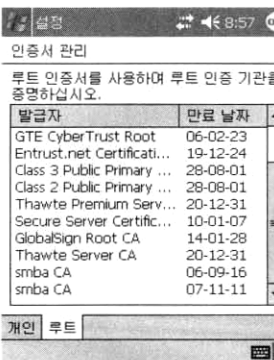 설정 8:57
인증서 관리
루트 인증서를 사용하여 루트 인증 기관을
증명하십시오.
발급자 만료 날짜
GTE CyberTrust Root 06-02-23
Entrust.net Certificati... 19-12-24
Class 3 Public Primary ... 28-08-01
Class 2 Public Primary ... 28-08-01
Thawte Premium Serv... 20-12-31
Secure Server Certific... 10-01-07
GlobalSign Root CA 14-01-28
Thawte Server CA 20-12-31
smba CA 06-09-16
smba CA 07-11-11
개인 루트